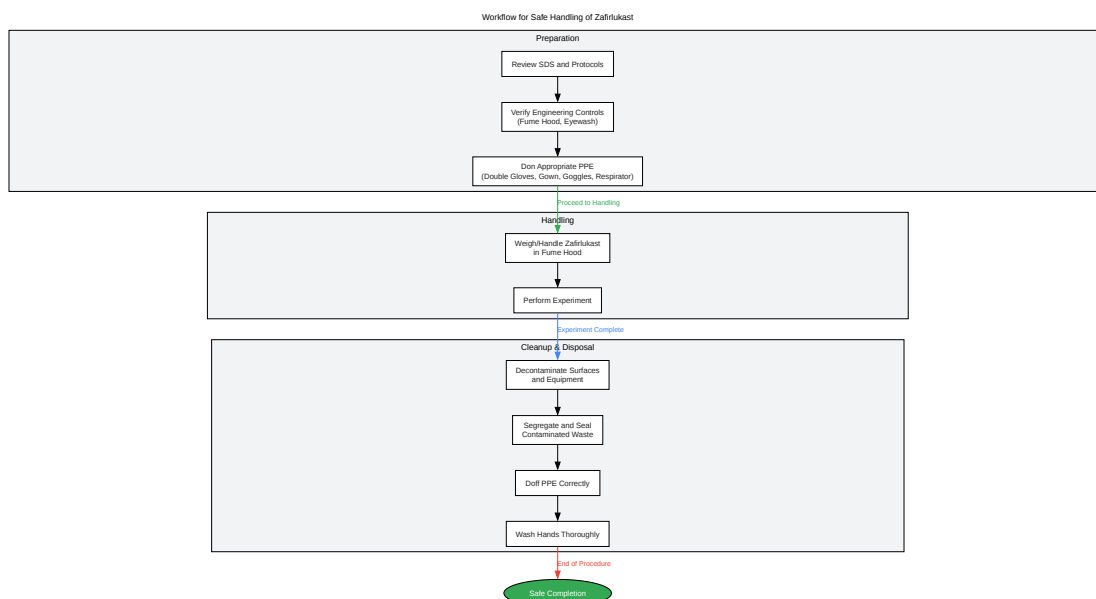 Workflow for Safe Handling of Zafirlukast
Preparation
Review SDS and Protocols
Verify Engineering Controls
(Fume Hood, Eyewash)
Don Appropriate PPE
(Double Gloves, Gown, Goggles, Respirator)
Proceed to Handling
Handling
Weigh/Handle Zafirlukast
in Fume Hood
Perform Experiment
Experiment Complete
Cleanup & Disposal
Decontaminate Surfaces
and Equipment
Segregate and Seal
Contaminated Waste
Doff PPE Correctly
Wash Hands Thoroughly
End of Procedure
Safe Completion